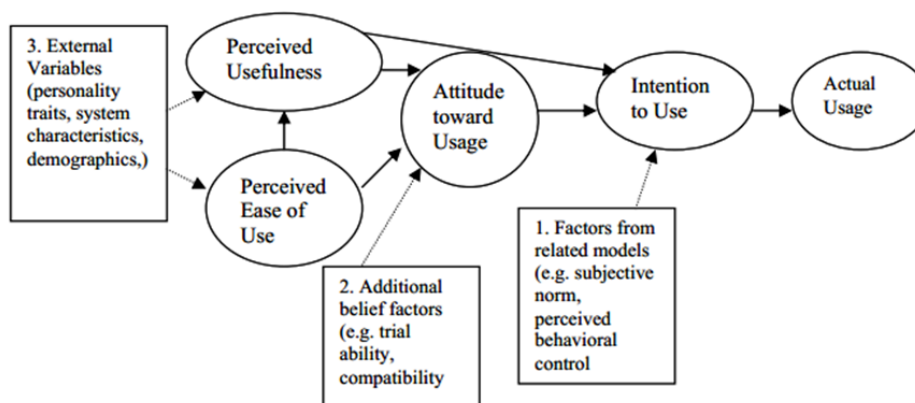 3. External
Variables
(personality
traits, system
characteristics,
demographics,)
Perceived
Usefulness
Perceived
Ease of
Use
Attitude
toward
Usage
Intention
to Use
Actual
Usage
2. Additional
belief factors
(e.g. trial
ability,
compatibility
1. Factors from
related models
(e.g. subjective
norm,
perceived
behavioral
control